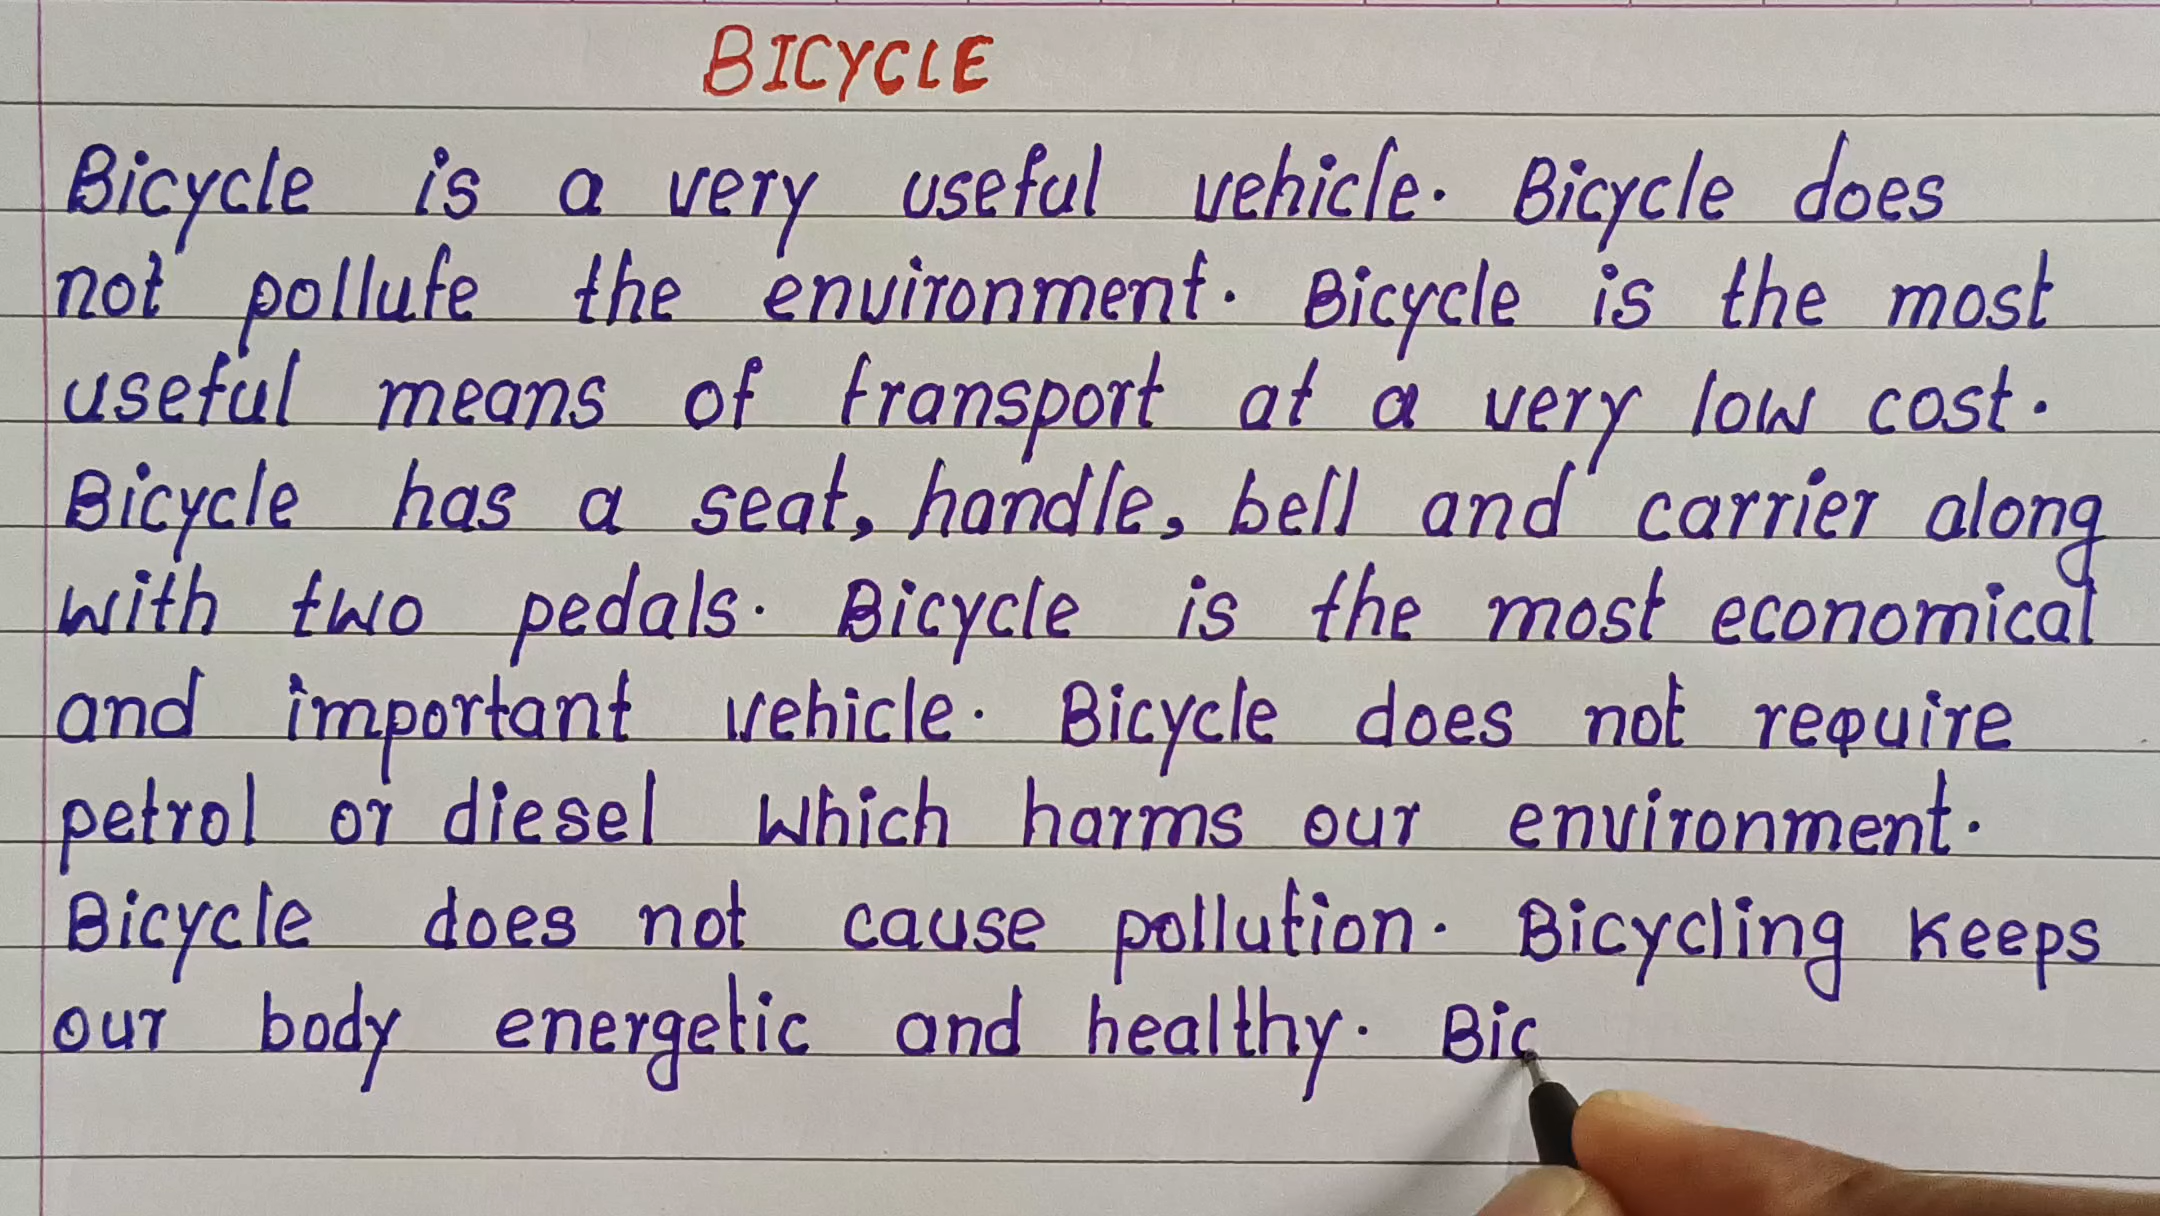 BICYCLE
Bicycle is a very useful vehicle. Bicycle does
not pollute the environment. Bicycle is the most
useful means of transport at a very low cost.
Bicycle has a seat, handle, bell and carrier along
with two pedals. Bicycle is the most economical
and important vehicle. Bicycle does not require
petrol or diesel which harms our environment.
Bicycle does not cause pollution. Bicycling keeps
our body energetic and healthy. Bic